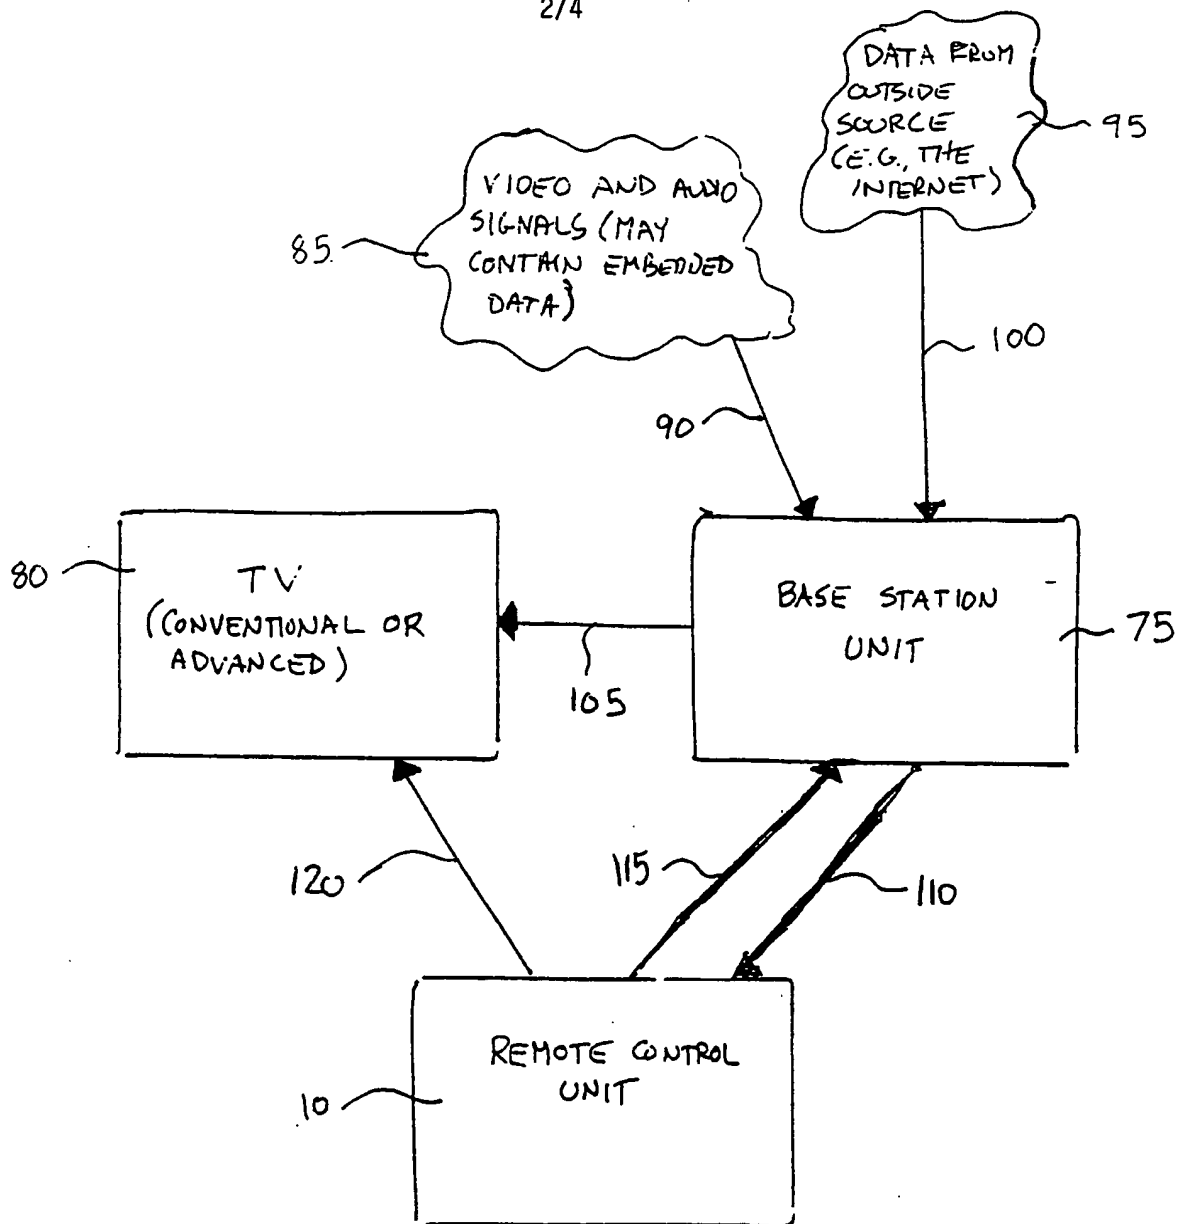 2/4
DATA FROM
OUTSIDE
SOURCE
(E.G., THE
INTERNET)
95
VIDEO AND AUDIO
SIGNALS (MAY
CONTAIN EMBEDDED
DATA)
85
100
90
80
TV
(CONVENTIONAL OR
ADVANCED)
105
BASE STATION
UNIT
75
120
115
110
REMOTE CONTROL
UNIT
10